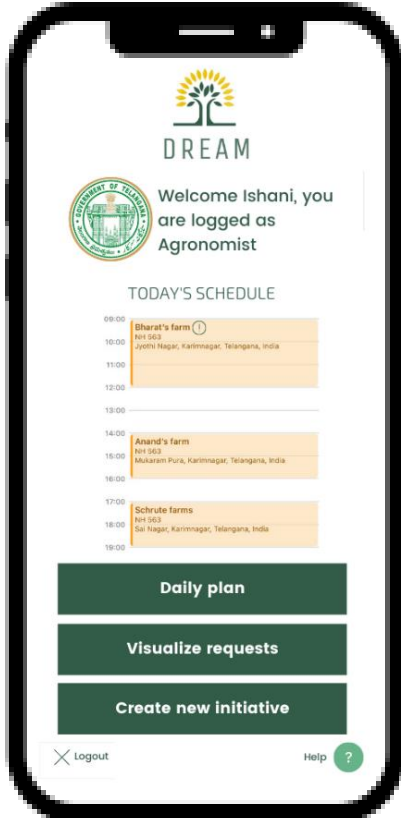 DREAM
GOVERNMENT OF TELANGANA
Welcome Ishani, you
are logged as
Agronomist
TODAY'S SCHEDULE
09:00
Bharat's farm !
NH 563
10:00
Jyothi Nagar, Karimnagar, Telangana, India
11:00
12:00
13:00
14:00
Anand's farm
NH 563
15:00
Mukaram Pura, Karimnagar, Telangana, India
16:00
17:00
Schrute farms
NH 563
18:00
Sai Nagar, Karimnagar, Telangana, India
19:00
Daily plan
Visualize requests
Create new initiative
Logout
Help ?